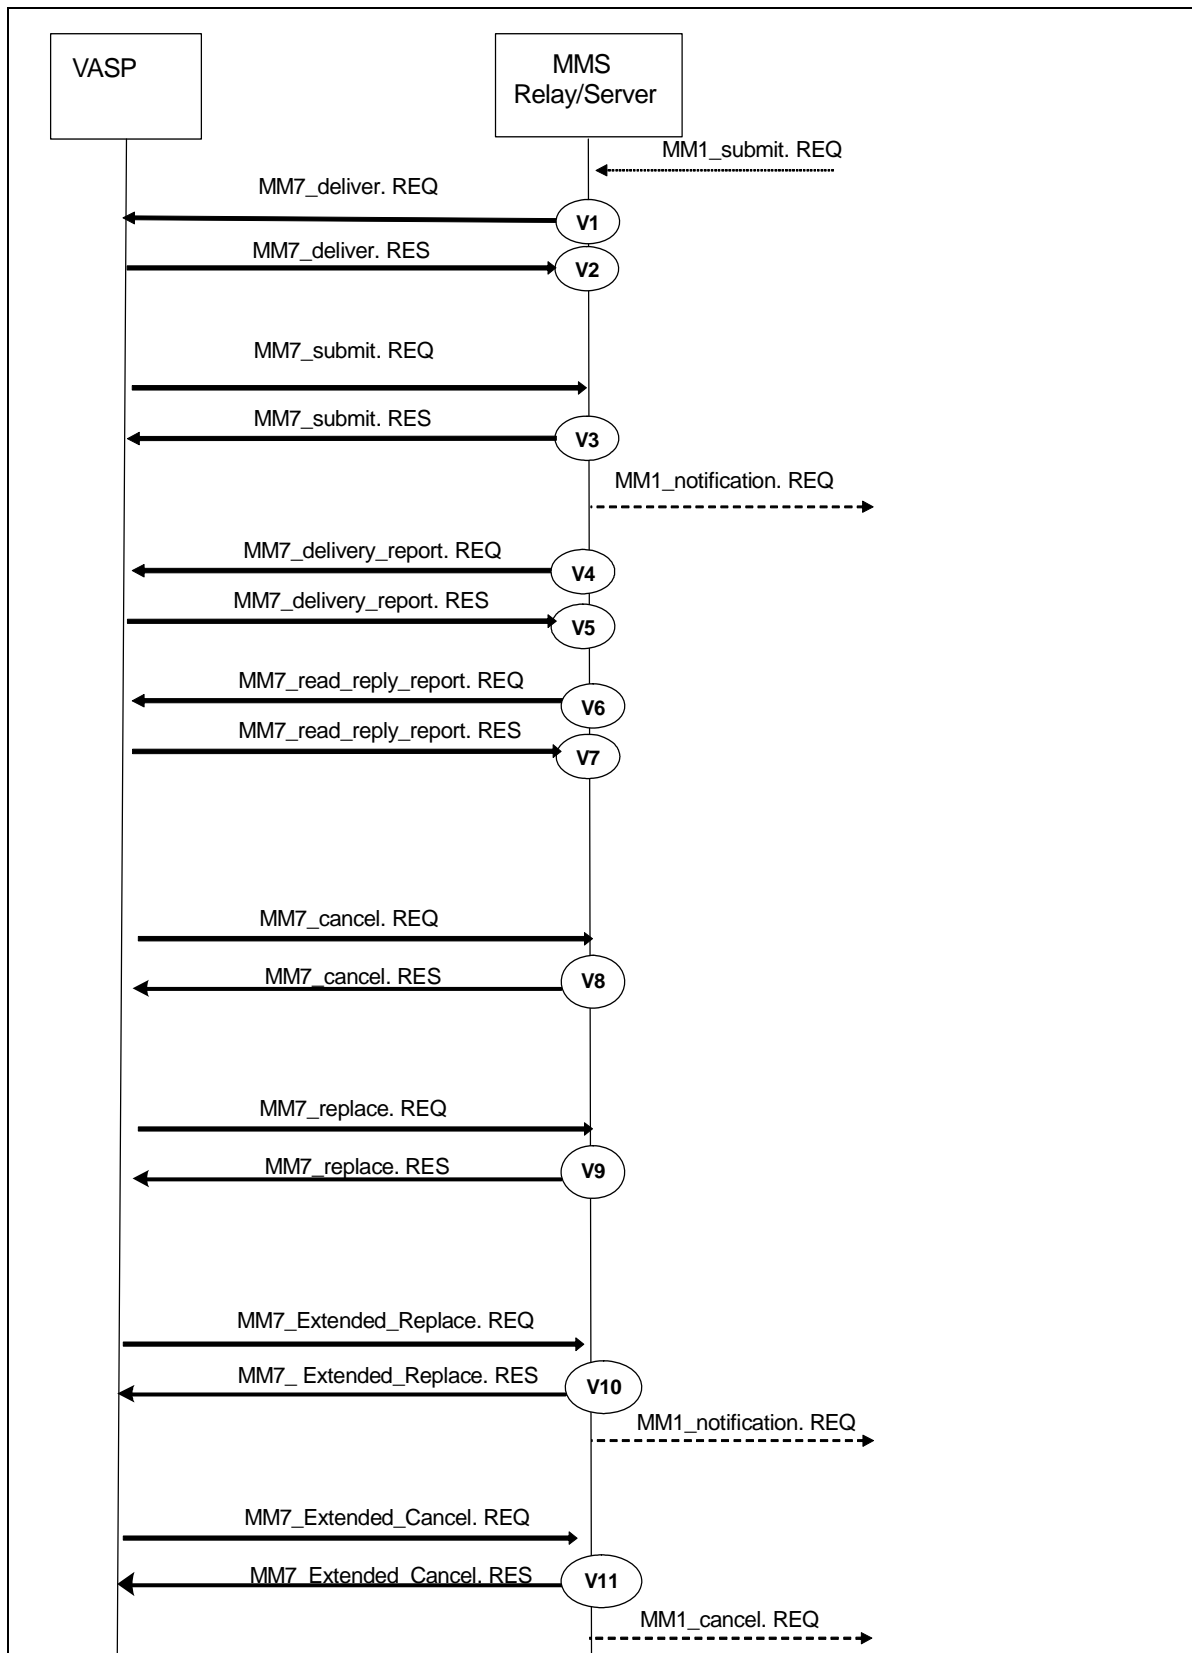 VASP
MMS
Relay/Server
MM1_submit. REQ
MM7_deliver. REQ
V1
MM7_deliver. RES
V2
MM7_submit. REQ
MM7_submit. RES
V3
MM1_notification. REQ
MM7_delivery_report. REQ
V4
MM7_delivery_report. RES
V5
MM7_read_reply_report. REQ
V6
MM7_read_reply_report. RES
V7
MM7_cancel. REQ
MM7_cancel. RES
V8
MM7_replace. REQ
MM7_replace. RES
V9
MM7_Extended_Replace. REQ
MM7_ Extended_Replace. RES
V10
MM1_notification. REQ
MM7_Extended_Cancel. REQ
MM7_Extended_Cancel. RES
V11
MM1_cancel. REQ